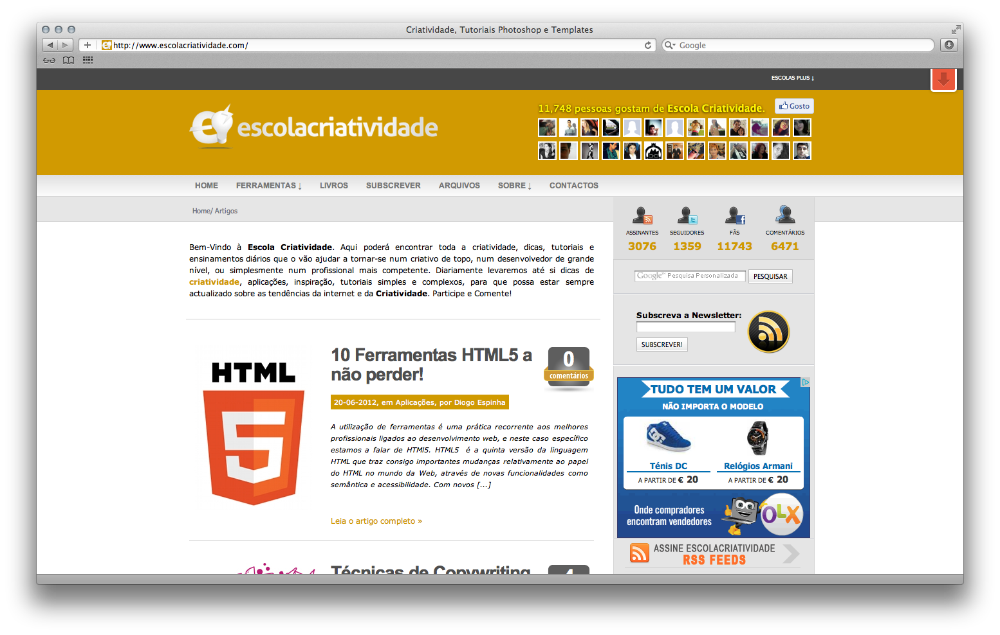 Criatividade, Tutoriais Photoshop e Templates
http://www.escolacriatividade.com/
Google
ESCOLAS PLUS ↓
escolacriatividade
11,748 pessoas gostam de Escola Criatividade.
Gosto
HOME FERRAMENTAS ↓ LIVROS SUBSCREVER ARQUIVOS SOBRE ↓ CONTACTOS
Home/ Artigos
ASSINANTES SEGUIDORES FÃS COMENTÁRIOS
3076 1359 11743 6471
Bem-Vindo à Escola Criatividade. Aqui poderá encontrar toda a criatividade, dicas, tutoriais e
ensinamentos diários que o vão ajudar a tornar-se num criativo de topo, num desenvolvedor de grande
nível, ou simplesmente num profissional mais competente. Diariamente levaremos até si dicas de
criatividade, aplicações, inspiração, tutoriais simples e complexos, para que possa estar sempre
actualizado sobre as tendências da internet e da Criatividade. Participe e Comente!
Google™ Pesquisa Personalizada
PESQUISAR
Subscreva a Newsletter:
SUBSCREVER!
HTML
5
10 Ferramentas HTML5 a
não perder!
0
comentários
20-06-2012, em Aplicações, por Diogo Espinha
A utilização de ferramentas é uma prática recorrente aos melhores
profissionais ligados ao desenvolvimento web, e neste caso específico
estamos a falar de HTMl5. HTML5 é a quinta versão da linguagem
HTML que traz consigo importantes mudanças relativamente ao papel
do HTML no mundo da Web, através de novas funcionalidades como
semântica e acessibilidade. Com novos [...]
Leia o artigo completo »
TUDO TEM UM VALOR
NÃO IMPORTA O MODELO
Ténis DC Relógios Armani
A PARTIR DE € 20 A PARTIR DE € 20
Onde compradores
encontram vendedores
OLX
ASSINE ESCOLACRIATIVIDADE
RSS FEEDS
Técnicas de Copywriting